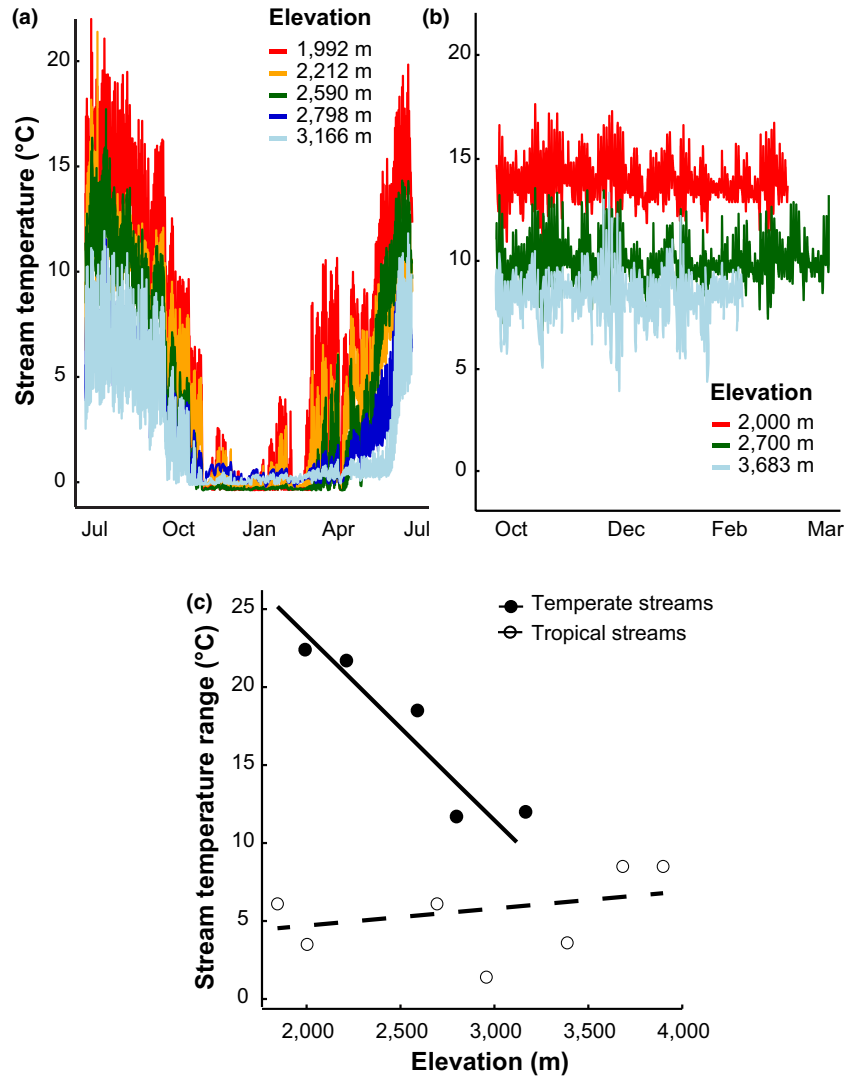 (a)
Elevation
1,992 m
2,212 m
2,590 m
2,798 m
3,166 m
Stream temperature (°C)
20
15
10
5
0
Jul Oct Jan Apr Jul
(b)
20
15
10
5
0
Elevation
2,000 m
2,700 m
3,683 m
Oct Dec Feb Mar
(c)
Temperate streams
Tropical streams
Stream temperature range (°C)
25
20
15
10
5
0
2,000 2,500 3,000 3,500 4,000
Elevation (m)